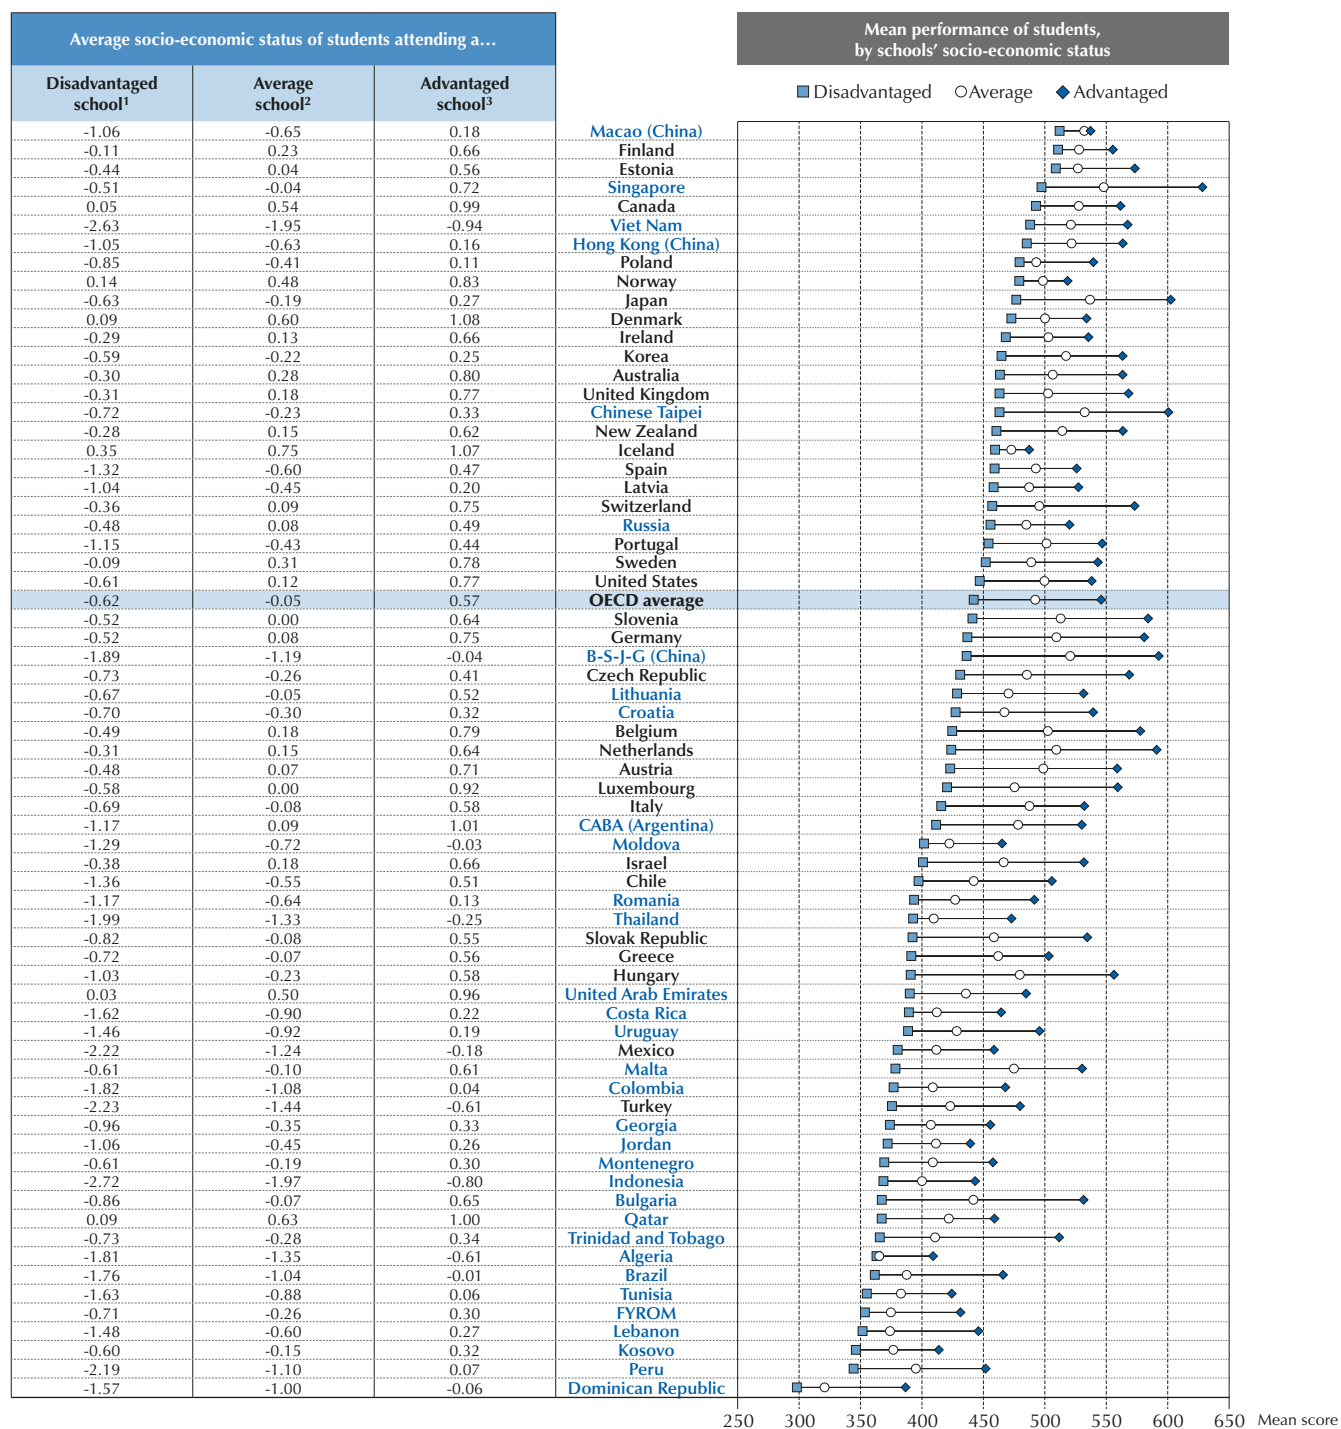 Average socio-economic status of students attending a…
Mean performance of students,
by schools’ socio-economic status
Disadvantaged
school1
Average
school2
Advantaged
school3
Disadvantaged Average Advantaged
-1.06 -0.65 0.18 Macao (China)
-0.11 0.23 0.66 Finland
-0.44 0.04 0.56 Estonia
-0.51 -0.04 0.72 Singapore
0.05 0.54 0.99 Canada
-2.63 -1.95 -0.94 Viet Nam
-1.05 -0.63 0.16 Hong Kong (China)
-0.85 -0.41 0.11 Poland
0.14 0.48 0.83 Norway
-0.63 -0.19 0.27 Japan
0.09 0.60 1.08 Denmark
-0.29 0.13 0.66 Ireland
-0.59 -0.22 0.25 Korea
-0.30 0.28 0.80 Australia
-0.31 0.18 0.77 United Kingdom
-0.72 -0.23 0.33 Chinese Taipei
-0.28 0.15 0.62 New Zealand
0.35 0.75 1.07 Iceland
-1.32 -0.60 0.47 Spain
-1.04 -0.45 0.20 Latvia
-0.36 0.09 0.75 Switzerland
-0.48 0.08 0.49 Russia
-1.15 -0.43 0.44 Portugal
-0.09 0.31 0.78 Sweden
-0.61 0.12 0.77 United States
-0.62 -0.05 0.57 OECD average
-0.52 0.00 0.64 Slovenia
-0.52 0.08 0.75 Germany
-1.89 -1.19 -0.04 B-S-J-G (China)
-0.73 -0.26 0.41 Czech Republic
-0.67 -0.05 0.52 Lithuania
-0.70 -0.30 0.32 Croatia
-0.49 0.18 0.79 Belgium
-0.31 0.15 0.64 Netherlands
-0.48 0.07 0.71 Austria
-0.58 0.00 0.92 Luxembourg
-0.69 -0.08 0.58 Italy
-1.17 0.09 1.01 CABA (Argentina)
-1.29 -0.72 -0.03 Moldova
-0.38 0.18 0.66 Israel
-1.36 -0.55 0.51 Chile
-1.17 -0.64 0.13 Romania
-1.99 -1.33 -0.25 Thailand
-0.82 -0.08 0.55 Slovak Republic
-0.72 -0.07 0.56 Greece
-1.03 -0.23 0.58 Hungary
0.03 0.50 0.96 United Arab Emirates
-1.62 -0.90 0.22 Costa Rica
-1.46 -0.92 0.19 Uruguay
-2.22 -1.24 -0.18 Mexico
-0.61 -0.10 0.61 Malta
-1.82 -1.08 0.04 Colombia
-2.23 -1.44 -0.61 Turkey
-0.96 -0.35 0.33 Georgia
-1.06 -0.45 0.26 Jordan
-0.61 -0.19 0.30 Montenegro
-2.72 -1.97 -0.80 Indonesia
-0.86 -0.07 0.65 Bulgaria
0.09 0.63 1.00 Qatar
-0.73 -0.28 0.34 Trinidad and Tobago
-1.81 -1.35 -0.61 Algeria
-1.76 -1.04 -0.01 Brazil
-1.63 -0.88 0.06 Tunisia
-0.71 -0.26 0.30 FYROM
-1.48 -0.60 0.27 Lebanon
-0.60 -0.15 0.32 Kosovo
-2.19 -1.10 0.07 Peru
-1.57 -1.00 -0.06 Dominican Republic
250 300 350 400 450 500 550 600 650 Mean score